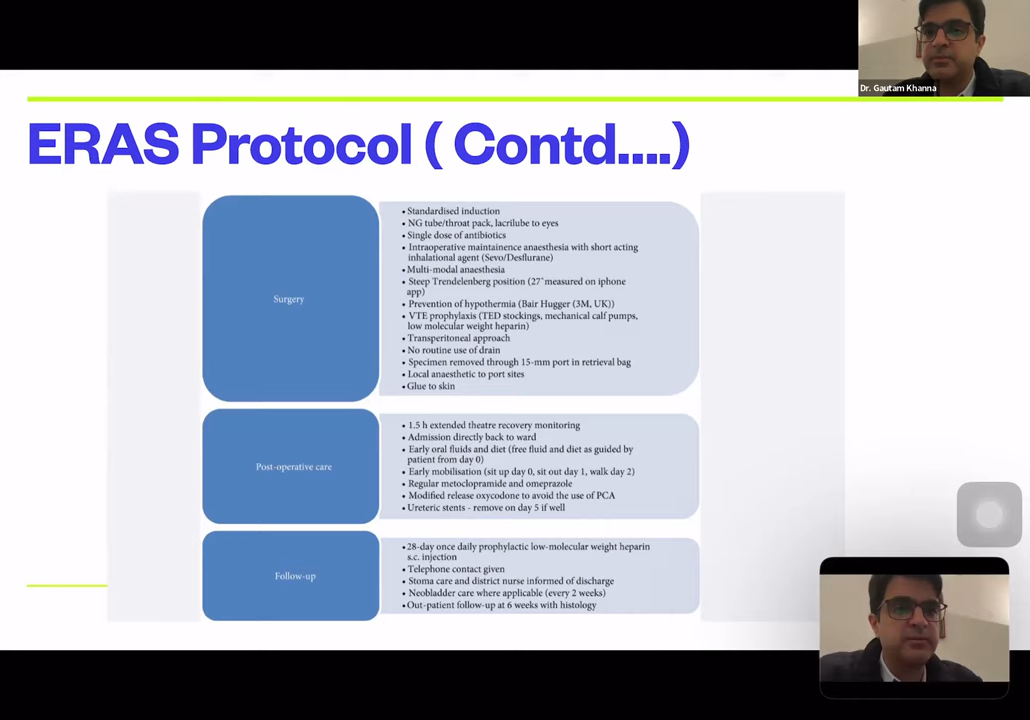 Dr. Gautam Khanna
ERAS Protocol ( Contd....)
Surgery
• Standardised induction
• NG tube/throat pack, lacrilube to eyes
• Single dose of antibiotics
• Intraoperative maintainence anaesthesia with short acting
inhalational agent (Sevo/Desflurane)
• Multi-modal anaesthesia
• Steep Trendelenberg position (27˚measured on iphone
app)
• Prevention of hypothermia (Bair Hugger (3M, UK))
• VTE prophylaxis (TED stockings, mechanical calf pumps,
low molecular weight heparin)
• Transperitoneal approach
• No routine use of drain
• Specimen removed through 15-mm port in retrieval bag
• Local anaesthetic to port sites
• Glue to skin
Post-operative care
• 1.5 h extended theatre recovery monitoring
• Admission directly back to ward
• Early oral fluids and diet (free fluid and diet as guided by
patient from day 0)
• Early mobilisation (sit up day 0, sit out day 1, walk day 2)
• Regular metoclopramide and omeprazole
• Modified release oxycodone to avoid the use of PCA
• Ureteric stents - remove on day 5 if well
Follow-up
• 28-day once daily prophylactic low-molecular weight heparin
s.c. injection
• Telephone contact given
• Stoma care and district nurse informed of discharge
• Neobladder care where applicable (every 2 weeks)
• Out-patient follow-up at 6 weeks with histology